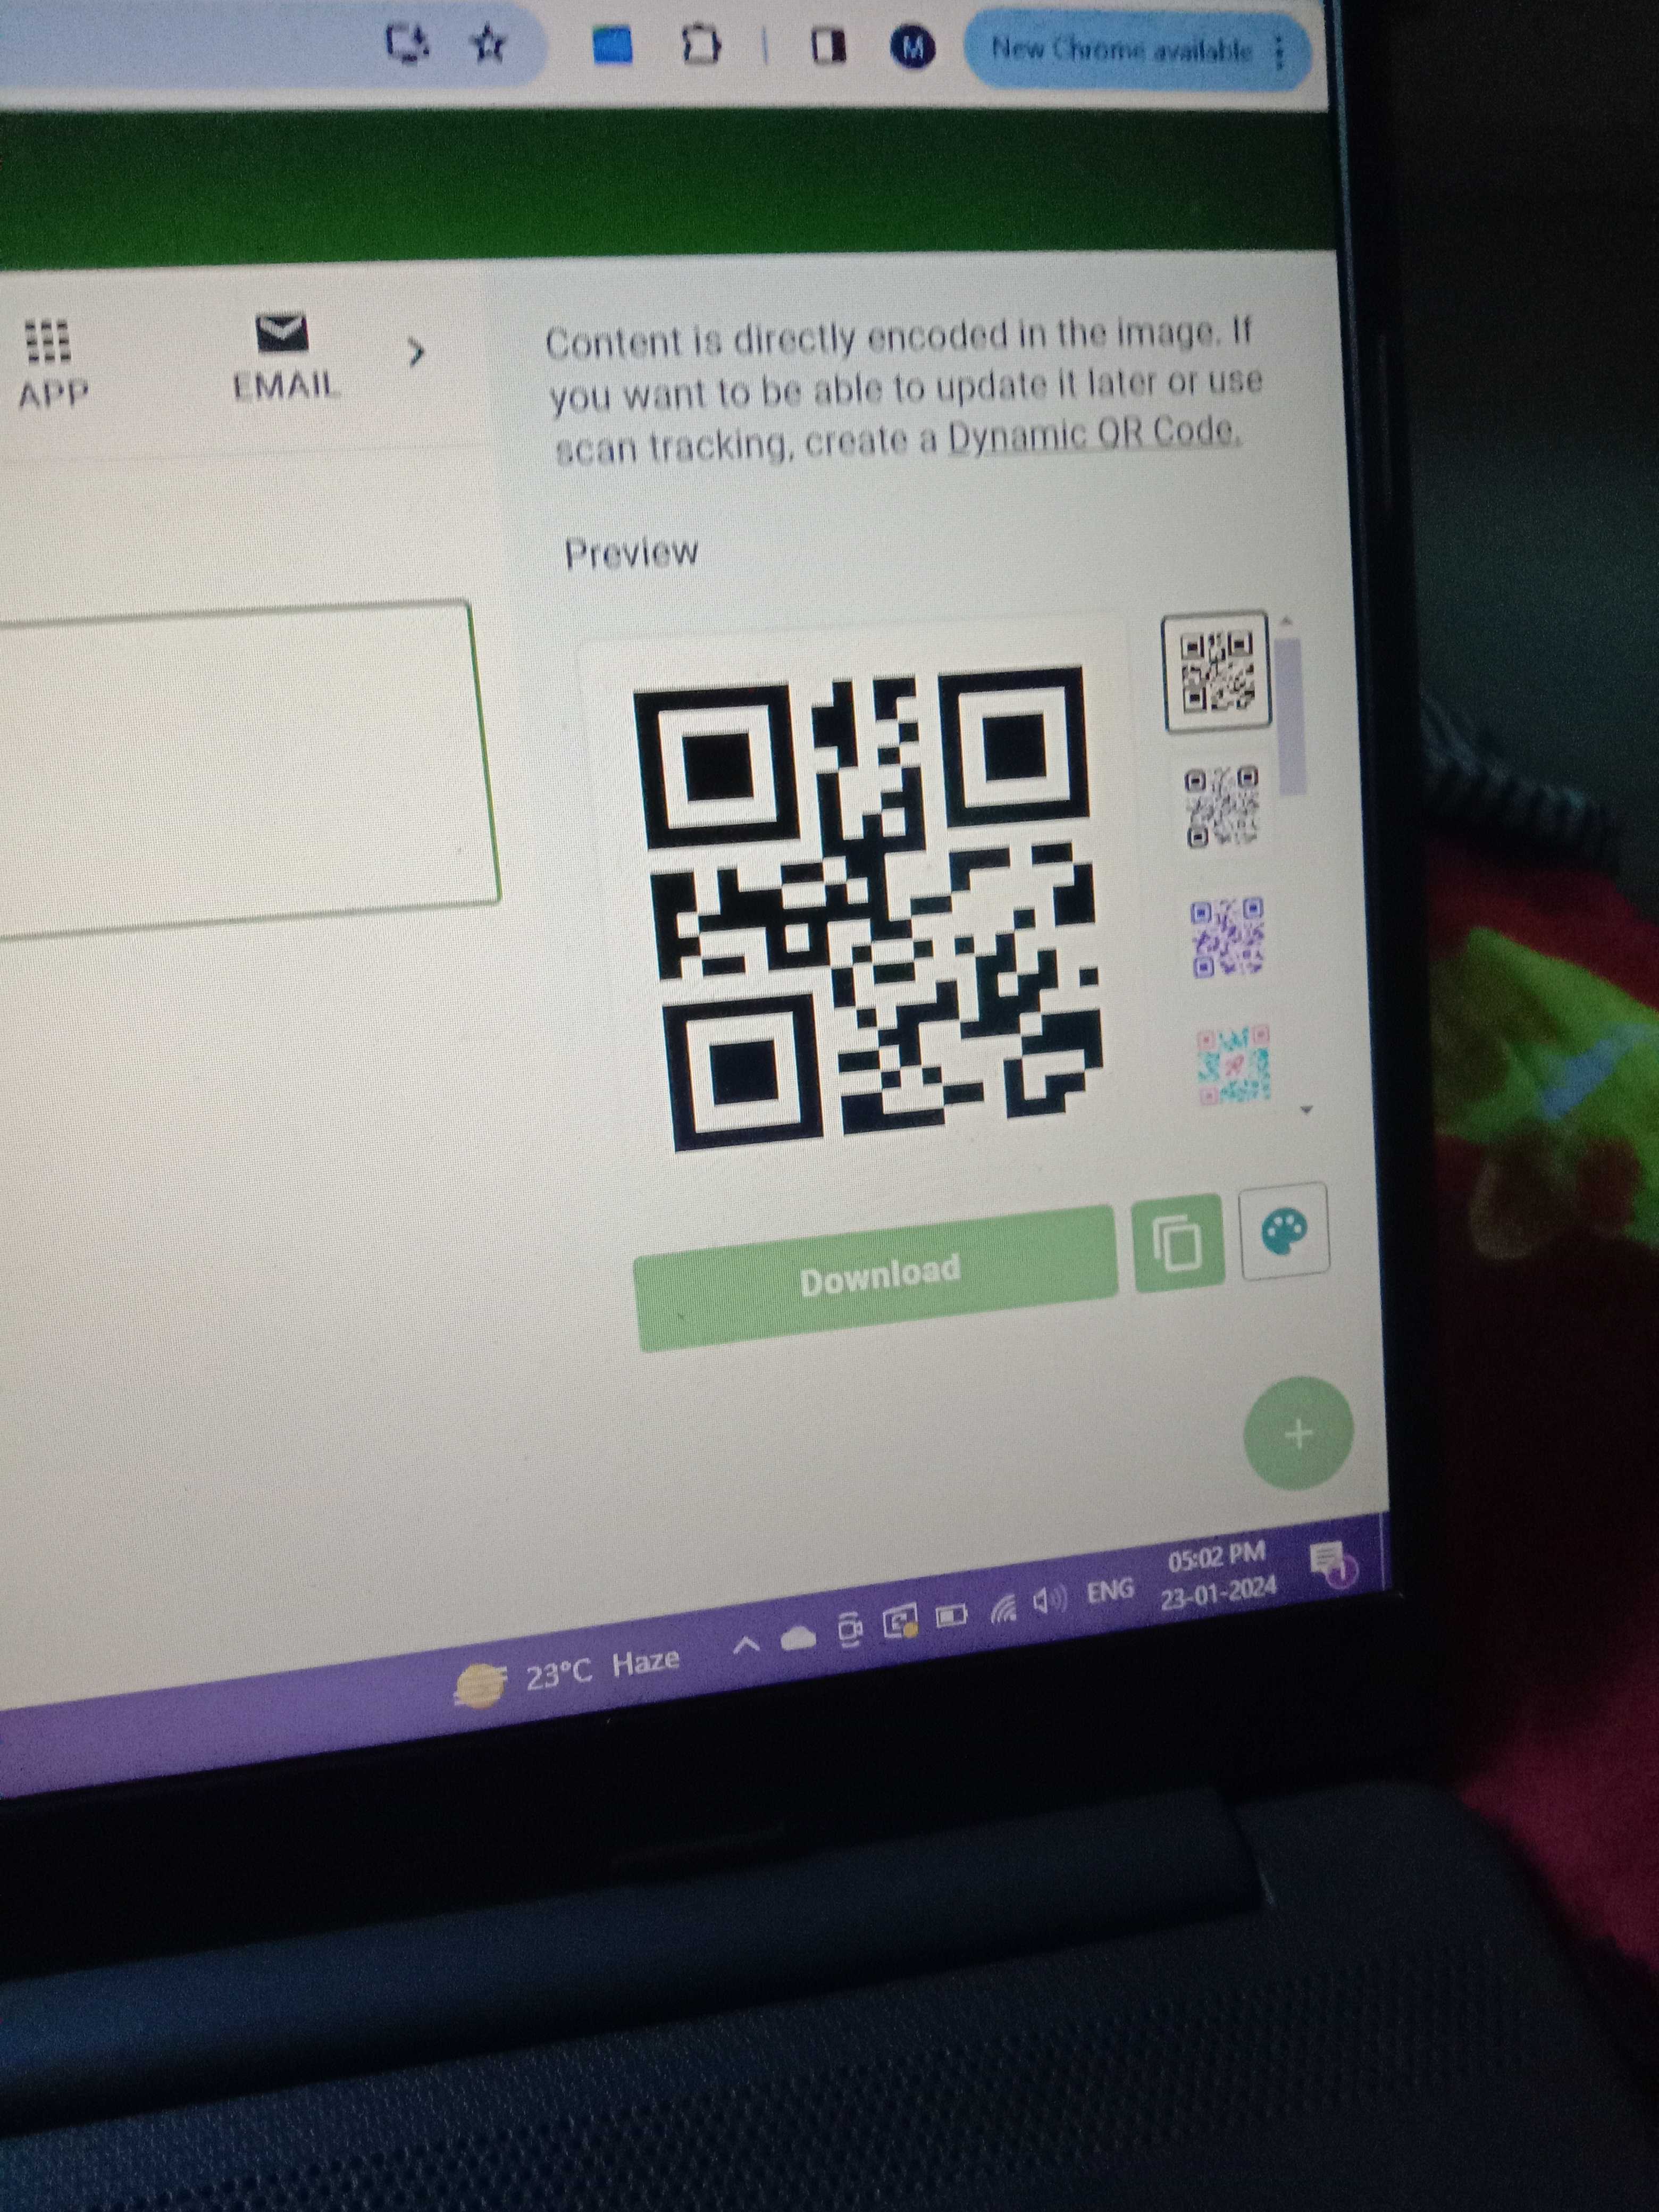 M
New Chrome available
APP
EMAIL
Content is directly encoded in the image. If
you want to be able to update it later or use
scan tracking, create a Dynamic QR Code.
Preview
Download
23°C Haze
ENG
05:02 PM
23-01-2024
1